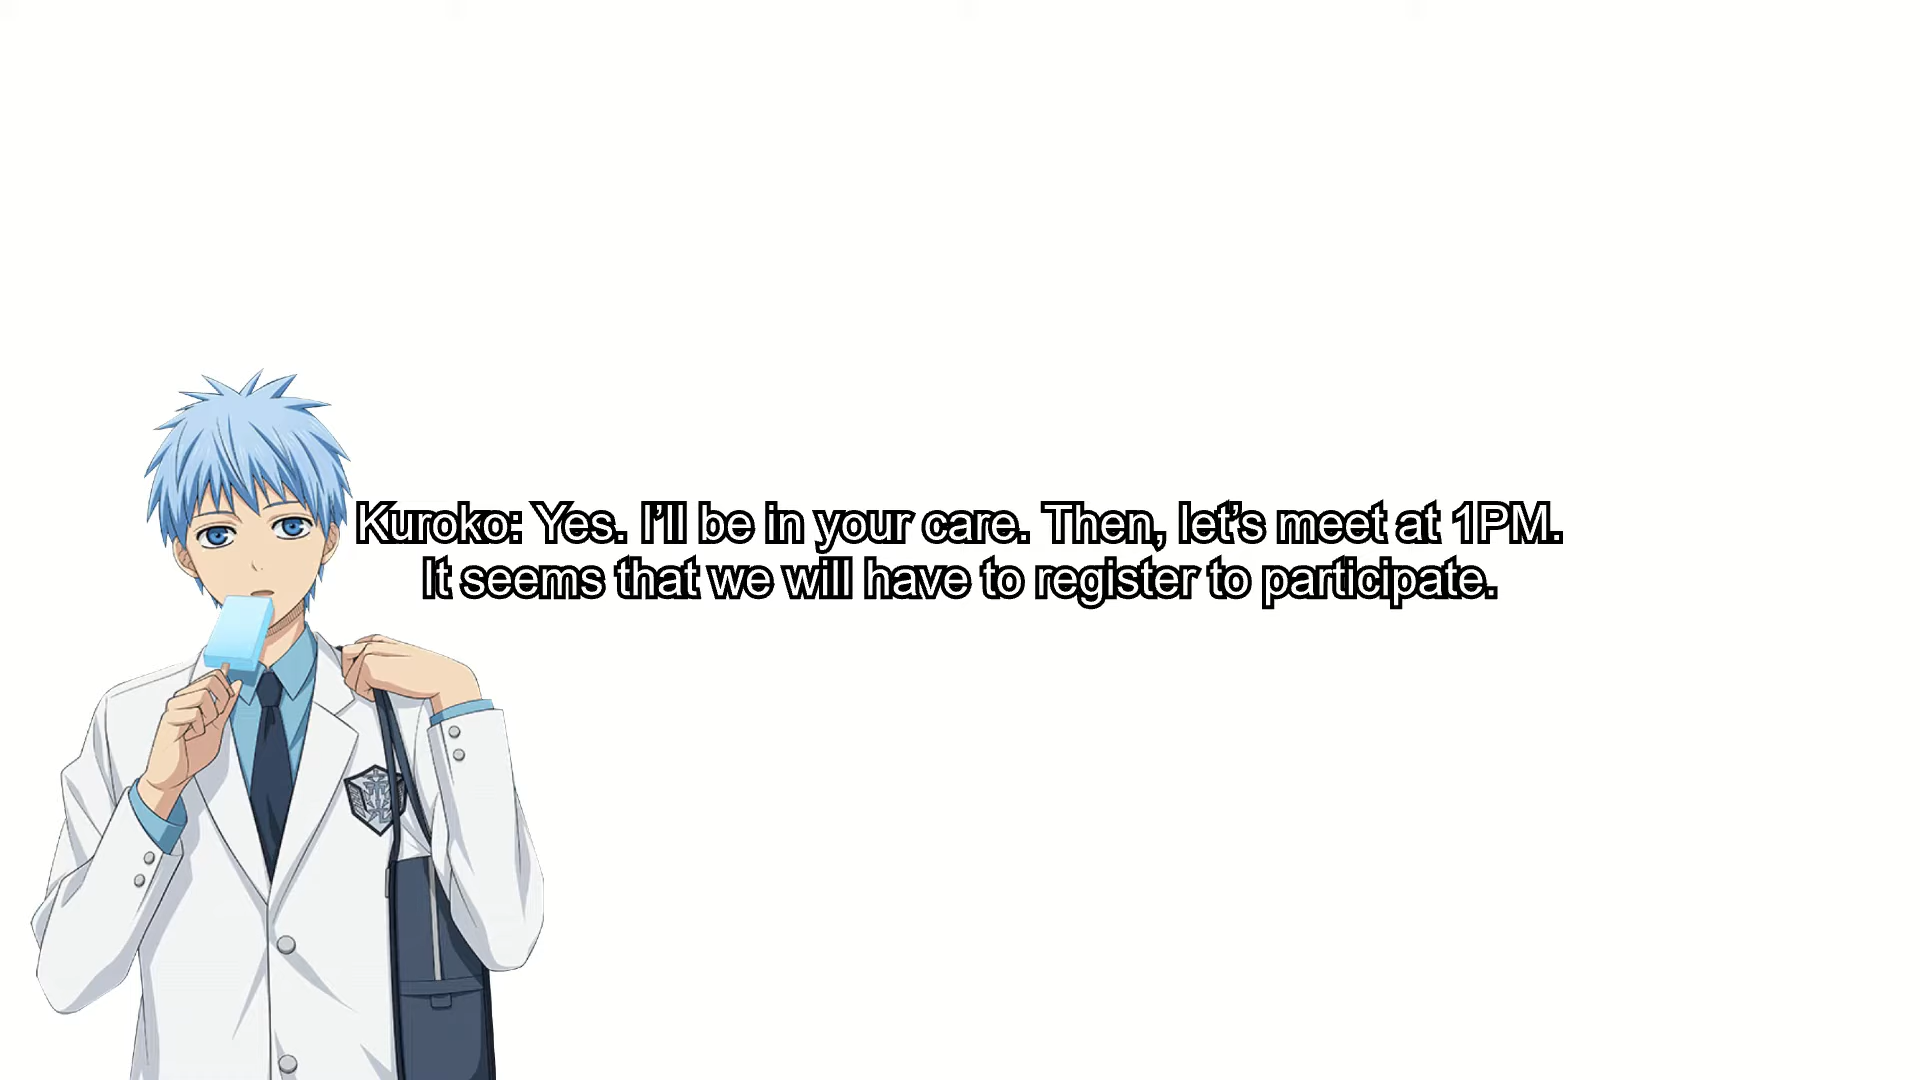 Kuroko: Yes. I'll be in your care. Then, let's meet at 1PM.
It seems that we will have to register to participate.